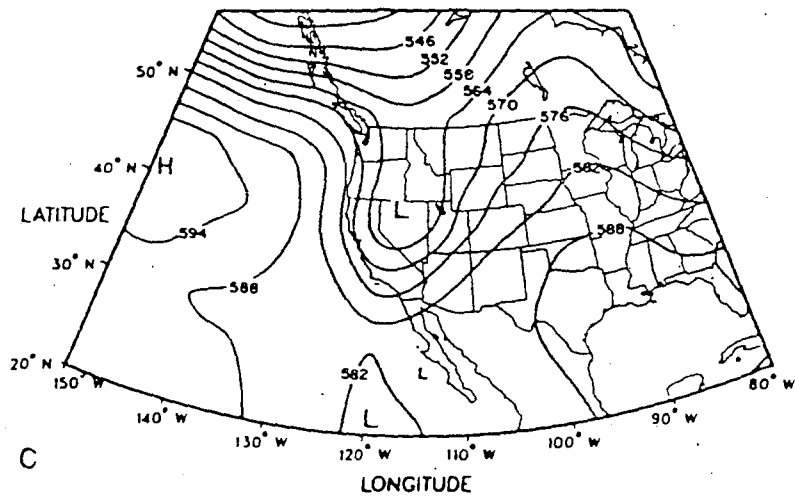 546
552
50° N
558
564
570
576
40° N H
582
L
LATITUDE
594
588
30° N
588
20° N
582
L
150° W
80° W
L
140° W
90° W
130° W
100° W
120° W
110° W
C
LONGITUDE